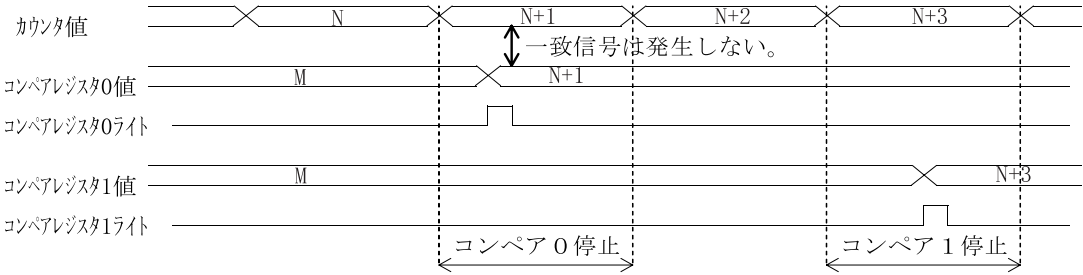 カウンタ値 N N+1 N+2 N+3
一致信号は発生しない。
コンペアレジスタ0値 M N+1
コンペアレジスタ0ライト
コンペアレジスタ1値 M N+3
コンペアレジスタ1ライト
コンペア０停止 コンペア１停止